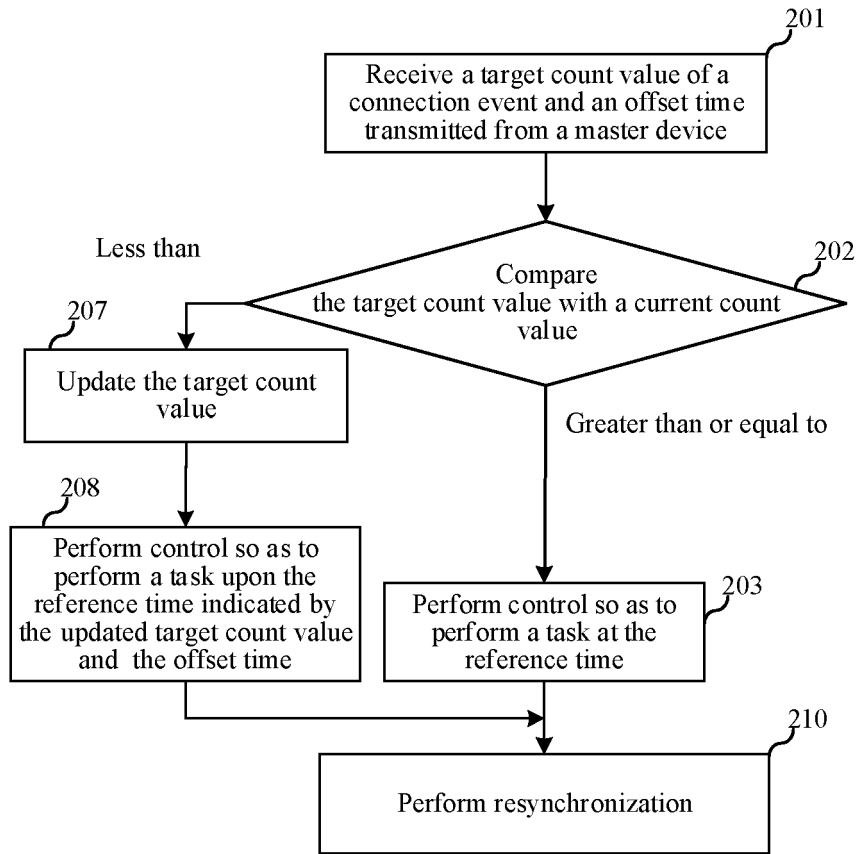 201
Receive a target count value of a
connection event and an offset time
transmitted from a master device
Less than
202
Compare
the target count value with a current count
value
207
Update the target count
value
Greater than or equal to
208
Perform control so as to
perform a task upon the
reference time indicated by
the updated target count value
and the offset time
203
Perform control so as to
perform a task at the
reference time
210
Perform resynchronization